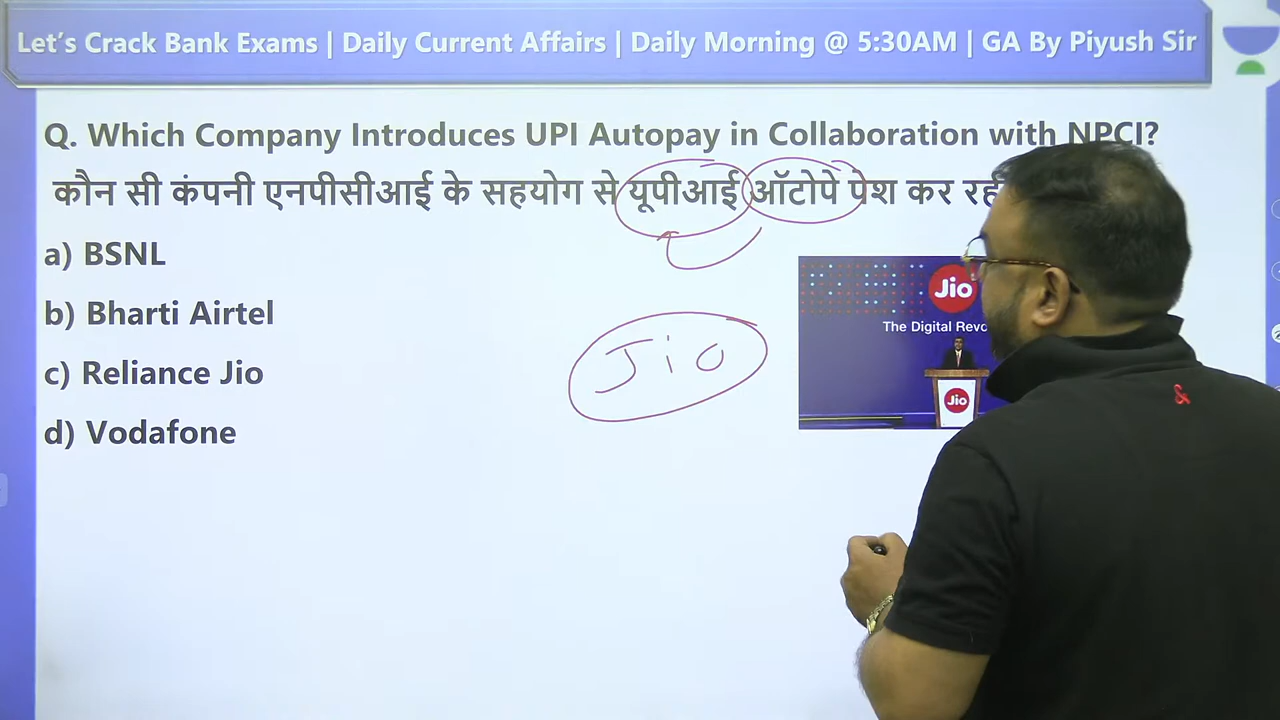 Let’s Crack Bank Exams | Daily Current Affairs | Daily Morning @ 5:30AM | GA By Piyush Sir
Q. Which Company Introduces UPI Autopay in Collaboration with NPCI?
कौन सी कंपनी एनपीसीआई के सहयोग से यूपीआई ऑटोपे पेश कर
a) BSNL
b) Bharti Airtel
c) Reliance Jio
d) Vodafone
Jio
Jio
The Digital
Jio
&